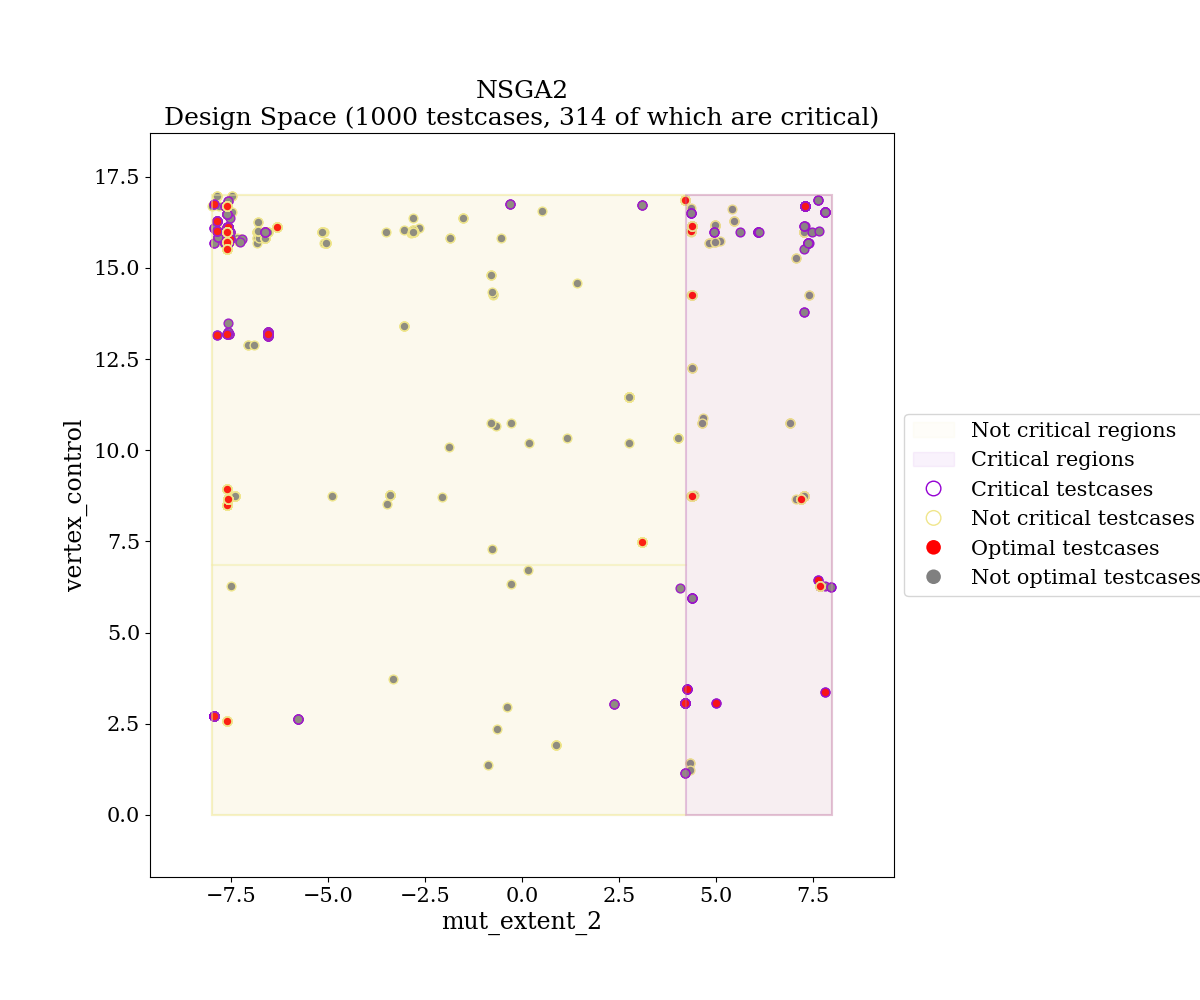 NSGA2
Design Space (1000 testcases, 314 of which are critical)
17.5
15.0
12.5
10.0
7.5
5.0
2.5
0.0
vertex_control
−7.5
−5.0
−2.5
0.0
2.5
5.0
7.5
mut_extent_2
Not critical regions
Critical regions
Critical testcases
Not critical testcases
Optimal testcases
Not optimal testcases